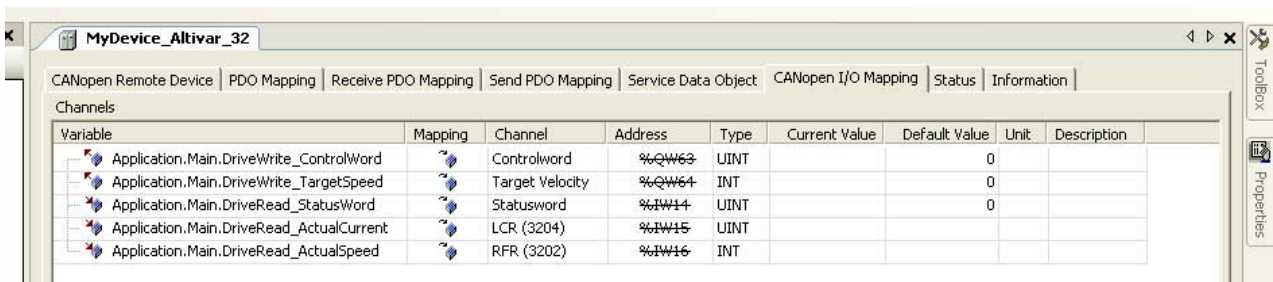 MyDevice_Altivar_32
CANopen Remote Device PDO Mapping Receive PDO Mapping Send PDO Mapping Service Data Object CANopen I/O Mapping Status Information
Channels
Variable Mapping Channel Address Type Current Value Default Value Unit Description
Application.Main.DriveWrite_ControlWord Controlword %QW63 UINT 0
Application.Main.DriveWrite_TargetSpeed Target Velocity %QW64 INT 0
Application.Main.DriveRead_StatusWord Statusword %IW14 UINT 0
Application.Main.DriveRead_ActualCurrent LCR (3204) %IW15 UINT
Application.Main.DriveRead_ActualSpeed RFR (3202) %IW16 INT
ToolBox
Properties